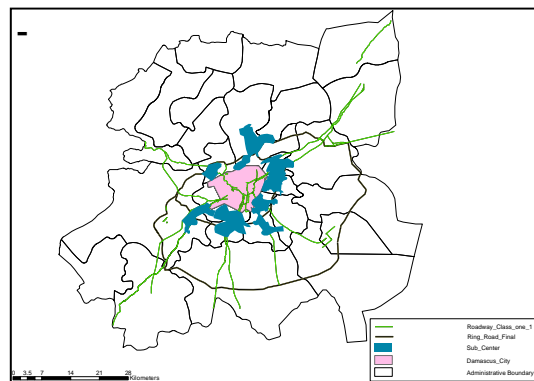 Roadway_Class_one_1
Ring_Road_Final
Sub_Center
Damascus_City
Administrative Boundary
0 3.5 7 14 21 28
Kilometers